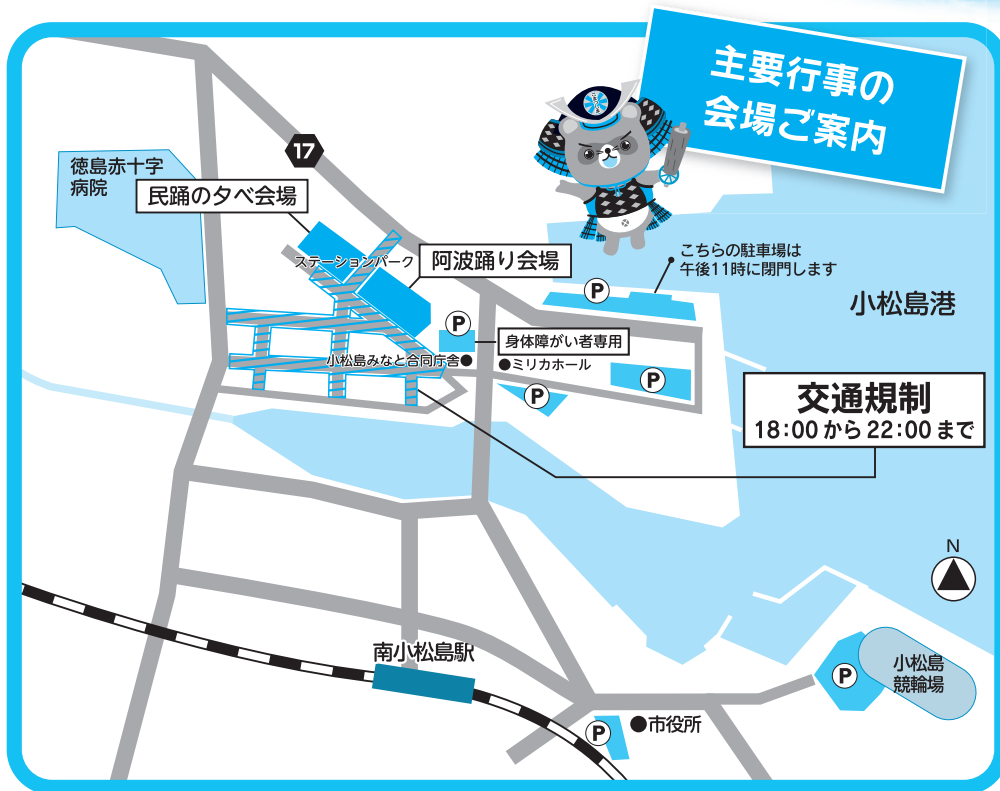 主要行事の
会場ご案内
17
徳島赤十字
病院
民踊の夕べ会場
ステーションパーク
阿波踊り会場
こちらの駐車場は
午後11時に閉門します
P
小松島港
P
身体障がい者専用
小松島みなと合同庁舎
ミリカホール
P
P
交通規制
18:00から22:00まで
N
南小松島駅
小松島
競輪場
P
市役所
P